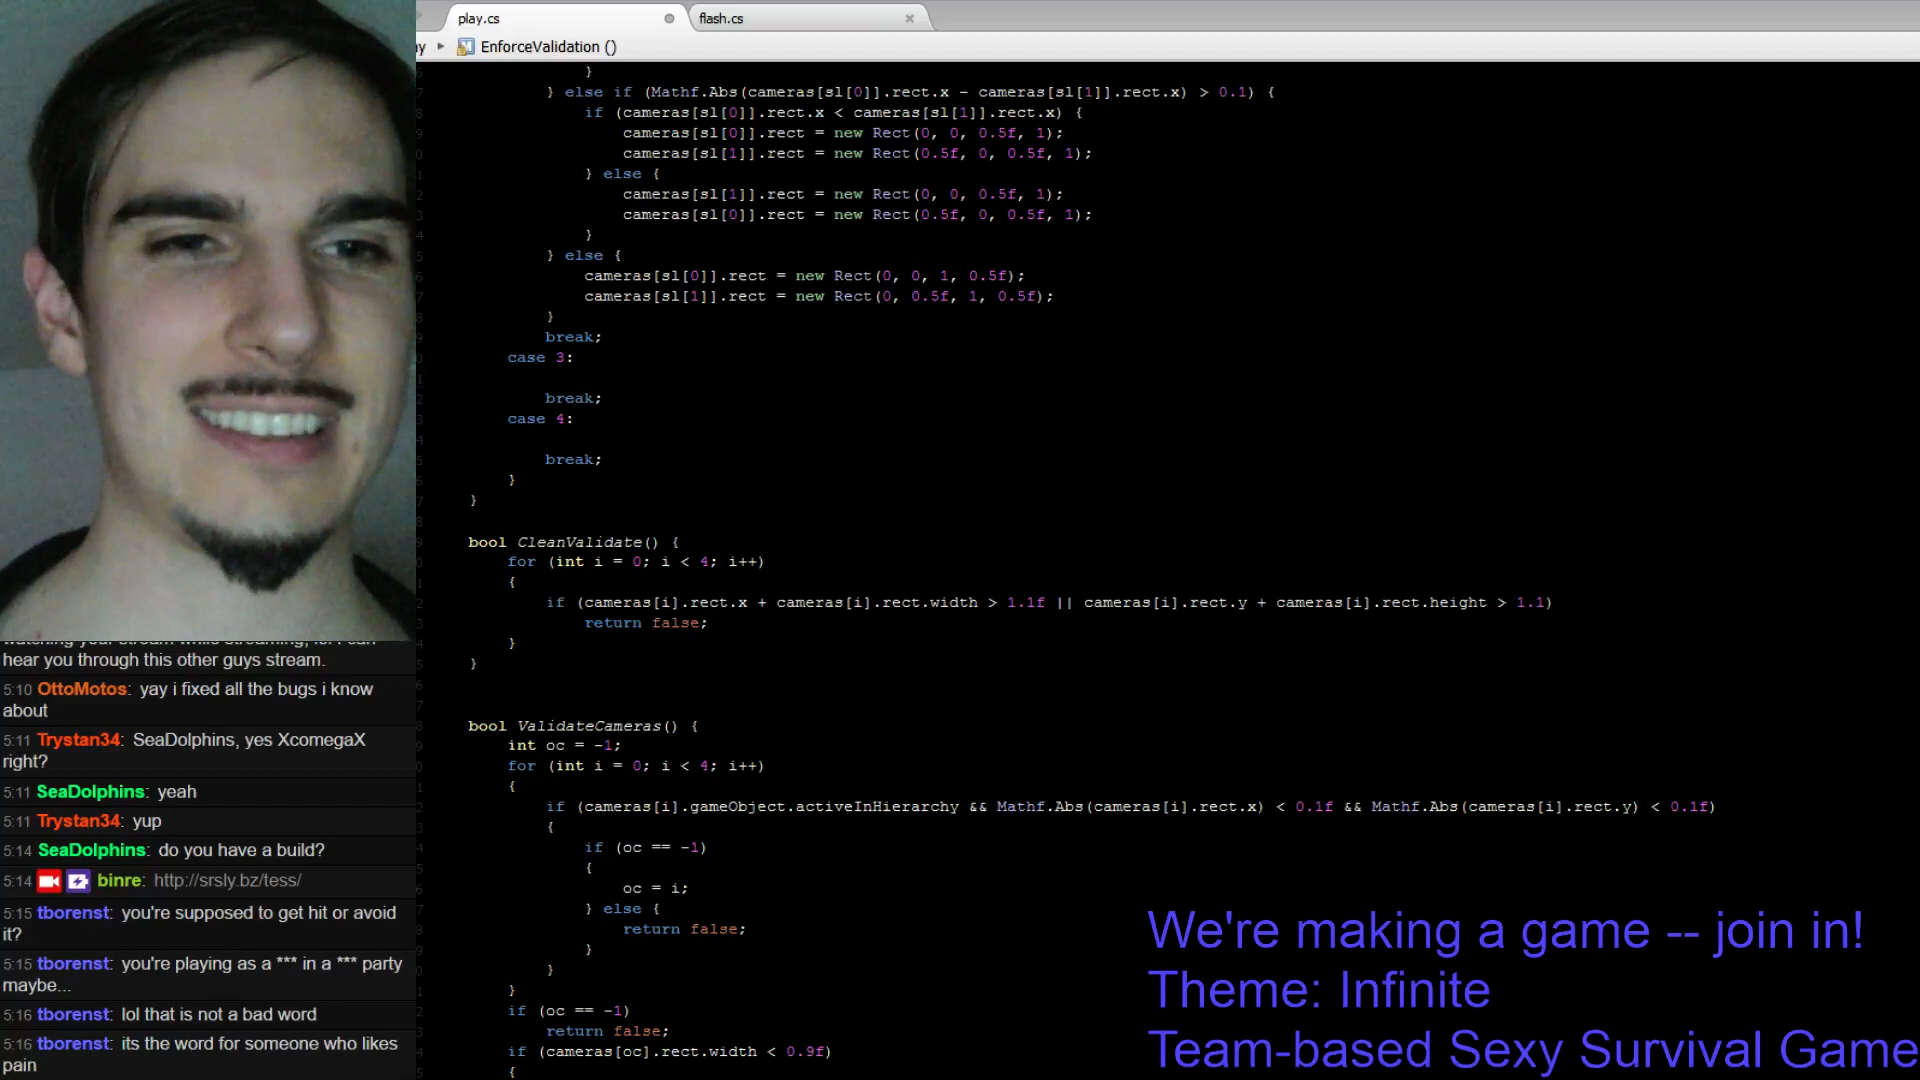 play.cs
flash.cs
EnforceValidation ()
}
} else if (Mathf.Abs(cameras[sl[0]].rect.x - cameras[sl[1]].rect.x) > 0.1) {
if (cameras[sl[0]].rect.x < cameras[sl[1]].rect.x) {
cameras[sl[0]].rect = new Rect(0, 0, 0.5f, 1);
cameras[sl[1]].rect = new Rect(0.5f, 0, 0.5f, 1);
} else {
cameras[sl[1]].rect = new Rect(0, 0, 0.5f, 1);
cameras[sl[0]].rect = new Rect(0.5f, 0, 0.5f, 1);
}
} else {
cameras[sl[0]].rect = new Rect(0, 0, 1, 0.5f);
cameras[sl[1]].rect = new Rect(0, 0.5f, 1, 0.5f);
}
break;
case 3:
break;
case 4:
break;
}
}
bool CleanValidate() {
for (int i = 0; i < 4; i++)
{
if (cameras[i].rect.x + cameras[i].rect.width > 1.1f || cameras[i].rect.y + cameras[i].rect.height > 1.1)
return false;
}
}
bool ValidateCameras() {
int oc = -1;
for (int i = 0; i < 4; i++)
{
if (cameras[i].gameObject.activeInHierarchy && Mathf.Abs(cameras[i].rect.x) < 0.1f && Mathf.Abs(cameras[i].rect.y) < 0.1f)
{
if (oc == -1)
{
oc = i;
} else {
return false;
}
}
}
if (oc == -1)
return false;
if (cameras[oc].rect.width < 0.9f)
{
hear you through this other guys stream.
5:10 OttoMotos: yay i fixed all the bugs i know
about
5:11 Trystan34: SeaDolphins, yes XcomegaX
right?
5:11 SeaDolphins: yeah
5:11 Trystan34: yup
5:14 SeaDolphins: do you have a build?
5:14 binre: http://srsly.bz/tess/
5:15 tborenst: you're supposed to get hit or avoid
it?
5:15 tborenst: you're playing as a *** in a *** party
maybe...
5:16 tborenst: lol that is not a bad word
5:16 tborenst: its the word for someone who likes
pain
We're making a game -- join in!
Theme: Infinite
Team-based Sexy Survival Game